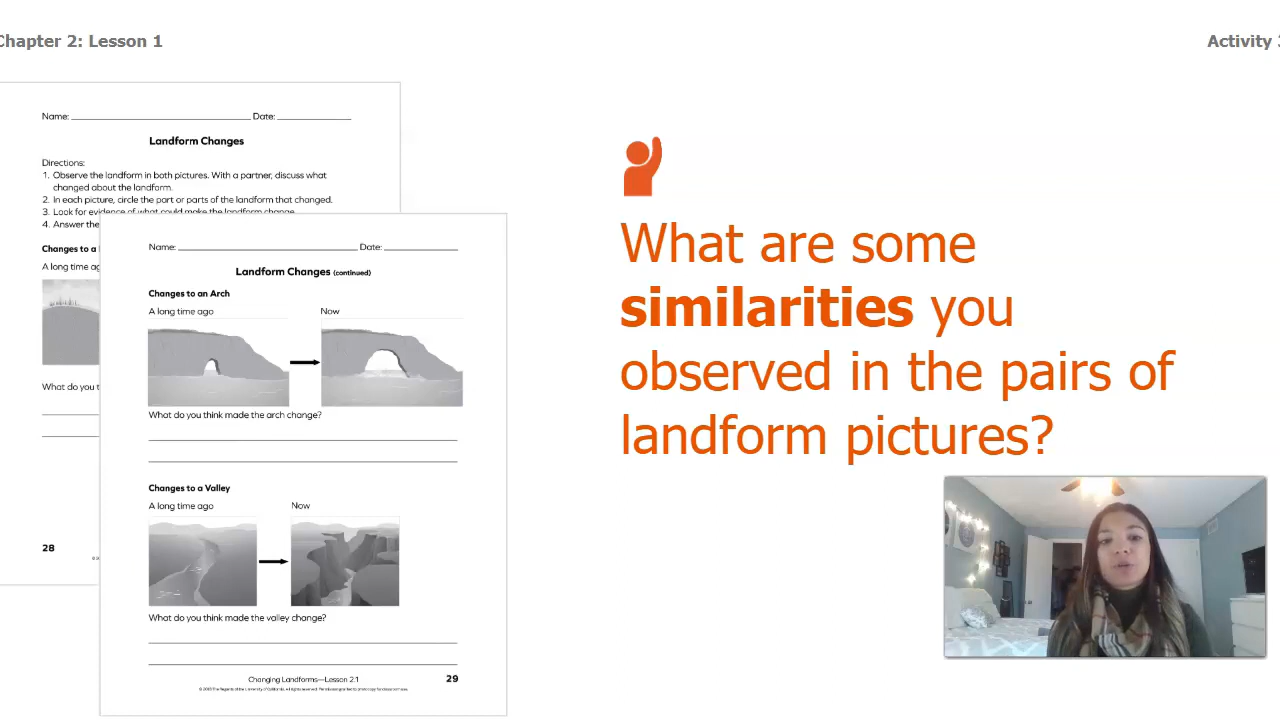 Chapter 2: Lesson 1
Activity 3
Name: Date:
Landform Changes
Directions:
1. Observe the landform in both pictures. With a partner, discuss what
changed about the landform.
2. In each picture, circle the part or parts of the landform that changed.
3. Look for evidence of what could make the landform change.
4. Answer the
Changes to a
A long time ag
What do you t
28
Name: Date:
Landform Changes (continued)
Changes to an Arch
A long time ago
Now
What do you think made the arch change?
Changes to a Valley
A long time ago
Now
What do you think made the valley change?
Changing Landforms—Lesson 2.1
29
What are some
similarities you
observed in the pairs of
landform pictures?